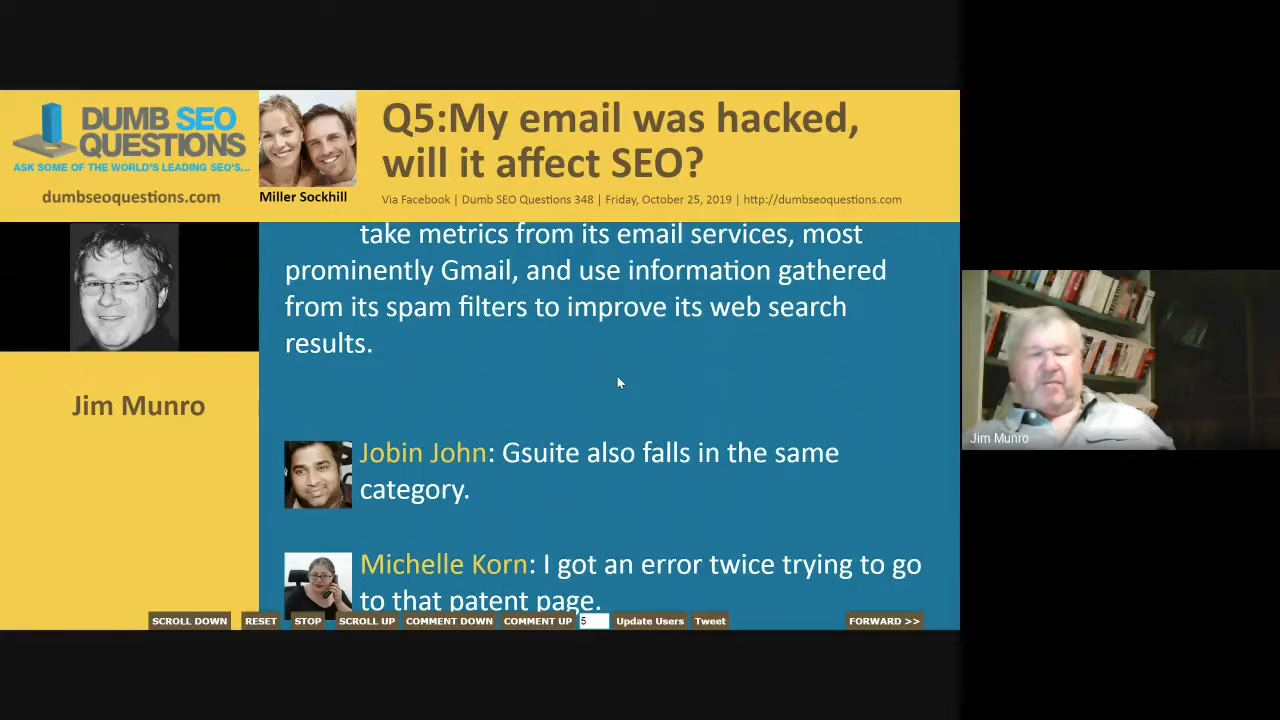 DUMB SEO
QUESTIONS
ASK SOME OF THE WORLD'S LEADING SEO'S...
dumbseoquestions.com
Miller Sockhill
Q5:My email was hacked,
will it affect SEO?
Via Facebook | Dumb SEO Questions 348 | Friday, October 25, 2019 | http://dumbseoquestions.com
Jim Munro
take metrics from its email services, most
prominently Gmail, and use information gathered
from its spam filters to improve its web search
results.
Jobin John: Gsuite also falls in the same
category.
Michelle Korn: I got an error twice trying to go
to that patent page.
SCROLL DOWN RESET STOP SCROLL UP COMMENT DOWN COMMENT UP 5 Update Users Tweet FORWARD >>
Jim Munro